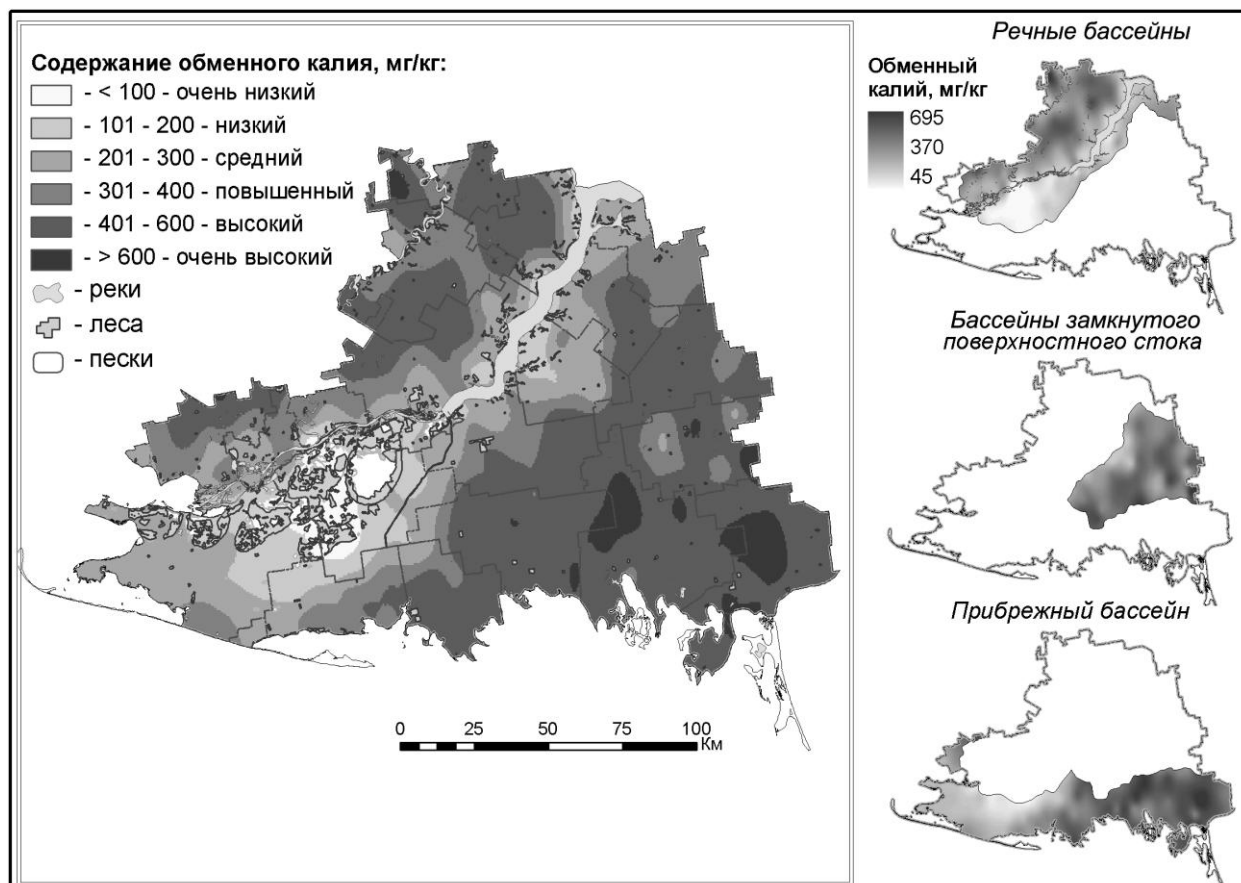 Содержание обменного калия, мг/кг:
- < 100 - очень низкий
- 101 - 200 - низкий
- 201 - 300 - средний
- 301 - 400 - повышенный
- 401 - 600 - высокий
- > 600 - очень высокий
- реки
- леса
- пески
0 25 50 75 100
Км
Речные бассейны
Обменный
калий, мг/кг
695
370
45
Бассейны замкнутого
поверхностного стока
Прибрежный бассейн